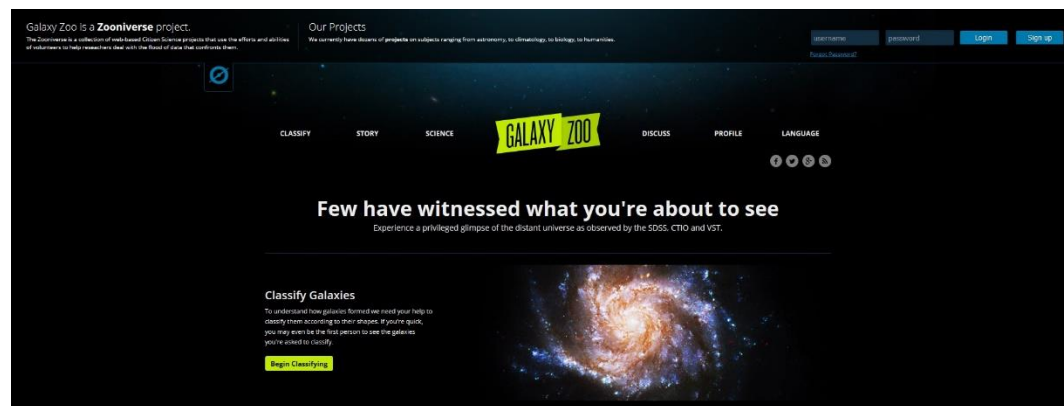 Galaxy Zoo is a Zooniverse project.
The Zooniverse is a collection of web-based Citizen Science projects that use the efforts and abilities
of volunteers to help researchers deal with the flood of data that confronts them.
Our Projects
We currently have dozens of projects on subjects ranging from astronomy, to climatology, to biology, to humanities.
username
password
Login
Sign up
Forgot Password?
CLASSIFY
STORY
SCIENCE
GALAXY ZOO
DISCUSS
PROFILE
LANGUAGE
Few have witnessed what you're about to see
Experience a privileged glimpse of the distant universe as observed by the SDSS, CTIO and VST.
Classify Galaxies
To understand how galaxies formed we need your help to
classify them according to their shapes. If you're quick,
you may even be the first person to see the galaxies
you're asked to classify.
Begin Classifying